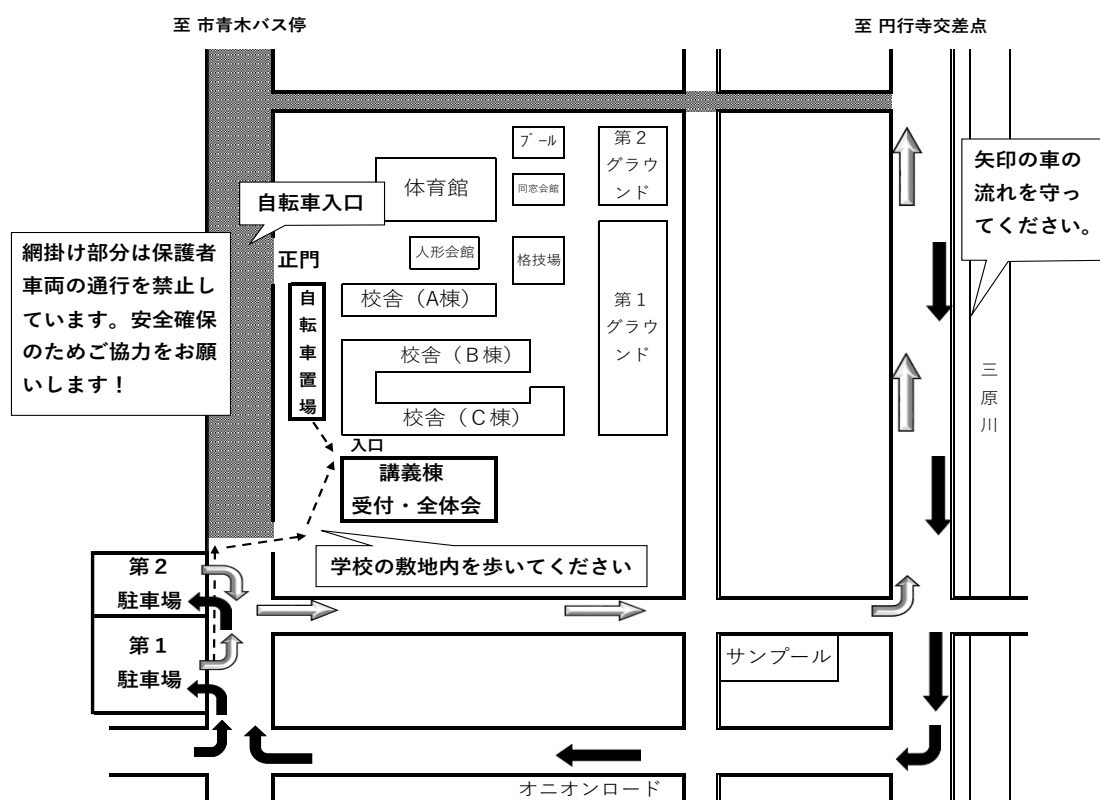 至 市青木バス停
至 円行寺交差点
プール
第２
グラウ
ンド
体育館
同窓会館
矢印の車の
流れを守っ
てください。
自転車入口
人形会館
格技場
網掛け部分は保護者
車両の通行を禁止し
ています。安全確保
のためご協力をお願
いします！
正門
自
転
車
置
場
校舎（A棟）
第１
グラウ
ンド
校舎（Ｂ棟）
校舎（Ｃ棟）
三
原
川
入口
講義棟
受付・全体会
学校の敷地内を歩いてください
第２
駐車場
第１
駐車場
サンプール
オニオンロード